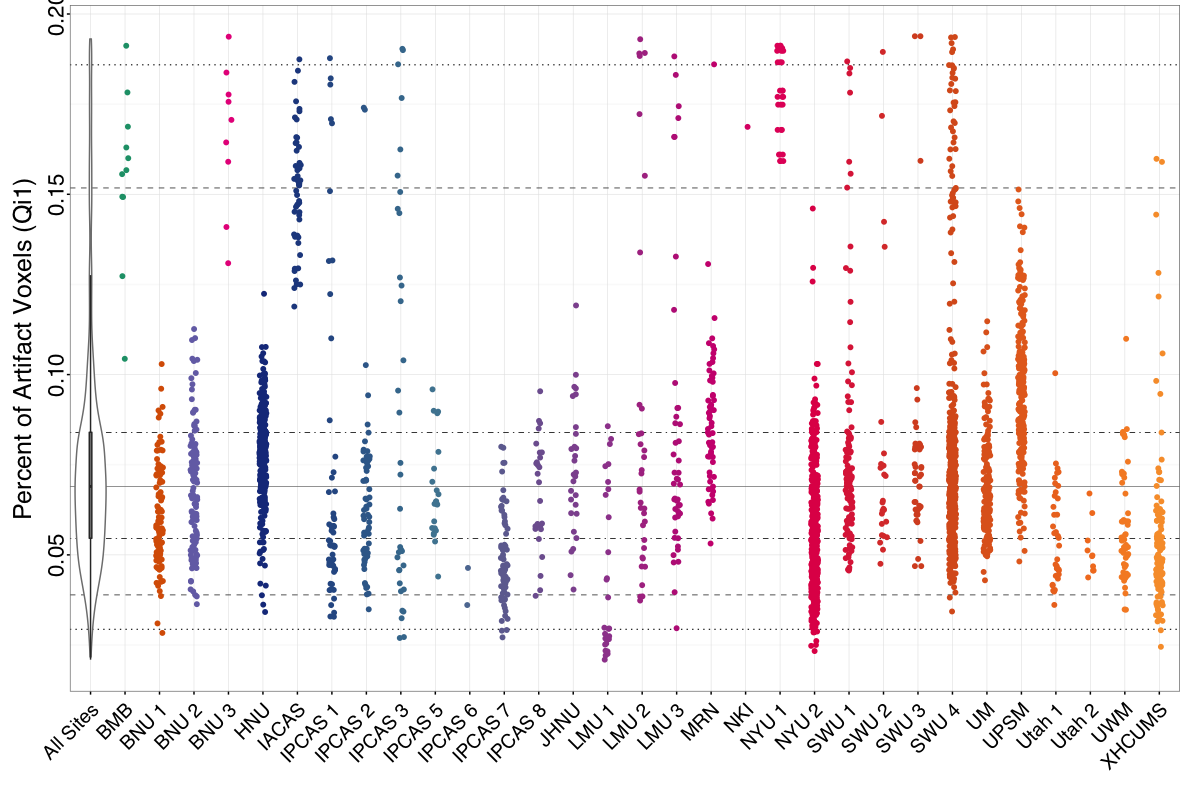 Percent of Artifact Voxels (Qi1)
0.20
0.15
0.10
0.05
All Sites
BMB
BNU 1
BNU 2
BNU 3
HNU
IACAS
IPCAS 1
IPCAS 2
IPCAS 3
IPCAS 5
IPCAS 6
IPCAS 7
IPCAS 8
JHNU
LMU 1
LMU 2
LMU 3
MRN
NKI
NYU 1
NYU 2
SWU 1
SWU 2
SWU 3
SWU 4
UM
UPSM
Utah 1
Utah 2
UWM
XHCUMS